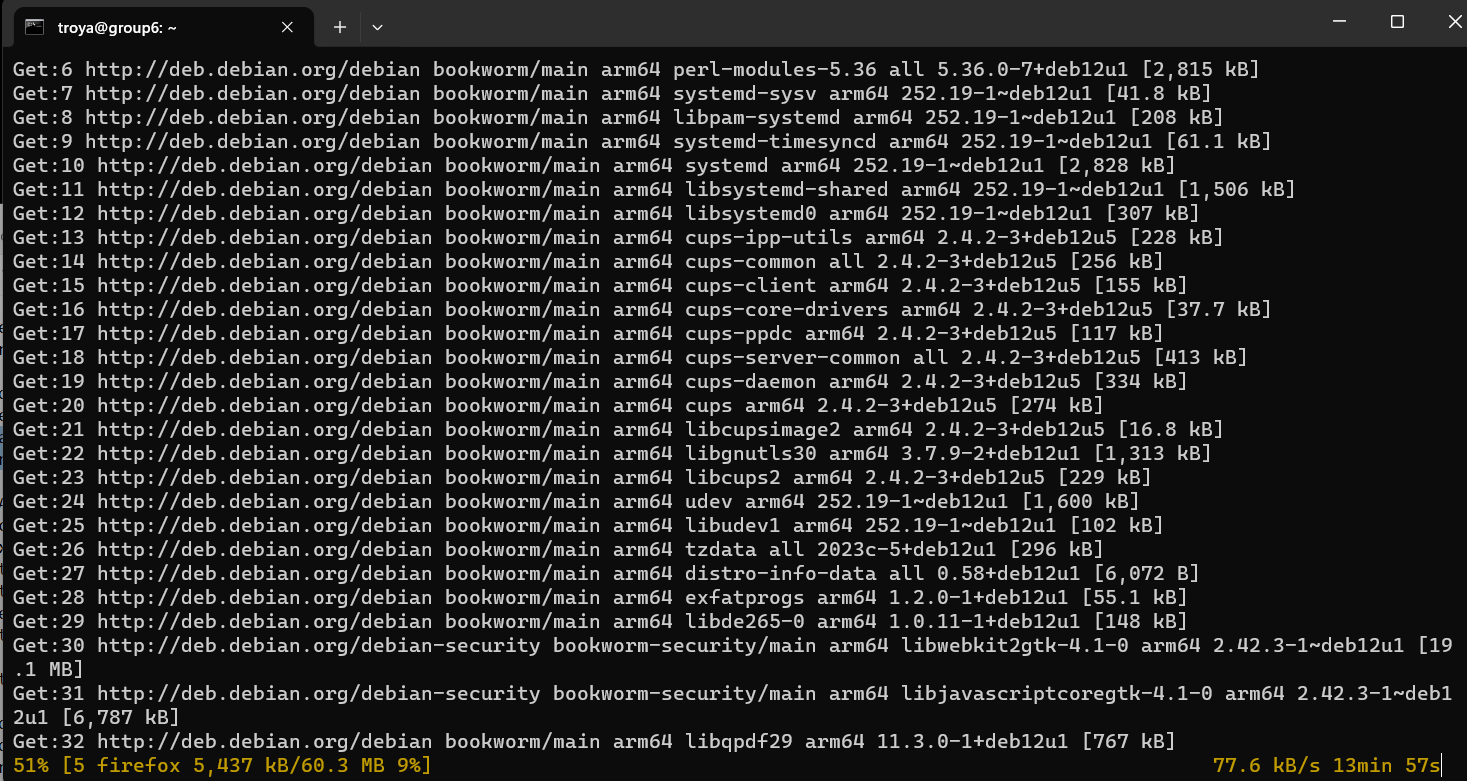 troya@group6: ~
Get:6 http://deb.debian.org/debian bookworm/main arm64 perl-modules-5.36 all 5.36.0-7+deb12u1 [2,815 kB]
Get:7 http://deb.debian.org/debian bookworm/main arm64 systemd-sysv arm64 252.19-1~deb12u1 [41.8 kB]
Get:8 http://deb.debian.org/debian bookworm/main arm64 libpam-systemd arm64 252.19-1~deb12u1 [208 kB]
Get:9 http://deb.debian.org/debian bookworm/main arm64 systemd-timesyncd arm64 252.19-1~deb12u1 [61.1 kB]
Get:10 http://deb.debian.org/debian bookworm/main arm64 systemd arm64 252.19-1~deb12u1 [2,828 kB]
Get:11 http://deb.debian.org/debian bookworm/main arm64 libsystemd-shared arm64 252.19-1~deb12u1 [1,506 kB]
Get:12 http://deb.debian.org/debian bookworm/main arm64 libsystemd0 arm64 252.19-1~deb12u1 [307 kB]
Get:13 http://deb.debian.org/debian bookworm/main arm64 cups-ipp-utils arm64 2.4.2-3+deb12u5 [228 kB]
Get:14 http://deb.debian.org/debian bookworm/main arm64 cups-common all 2.4.2-3+deb12u5 [256 kB]
Get:15 http://deb.debian.org/debian bookworm/main arm64 cups-client arm64 2.4.2-3+deb12u5 [155 kB]
Get:16 http://deb.debian.org/debian bookworm/main arm64 cups-core-drivers arm64 2.4.2-3+deb12u5 [37.7 kB]
Get:17 http://deb.debian.org/debian bookworm/main arm64 cups-ppdc arm64 2.4.2-3+deb12u5 [117 kB]
Get:18 http://deb.debian.org/debian bookworm/main arm64 cups-server-common all 2.4.2-3+deb12u5 [413 kB]
Get:19 http://deb.debian.org/debian bookworm/main arm64 cups-daemon arm64 2.4.2-3+deb12u5 [334 kB]
Get:20 http://deb.debian.org/debian bookworm/main arm64 cups arm64 2.4.2-3+deb12u5 [274 kB]
Get:21 http://deb.debian.org/debian bookworm/main arm64 libcupsimage2 arm64 2.4.2-3+deb12u5 [16.8 kB]
Get:22 http://deb.debian.org/debian bookworm/main arm64 libgnutls30 arm64 3.7.9-2+deb12u1 [1,313 kB]
Get:23 http://deb.debian.org/debian bookworm/main arm64 libcups2 arm64 2.4.2-3+deb12u5 [229 kB]
Get:24 http://deb.debian.org/debian bookworm/main arm64 udev arm64 252.19-1~deb12u1 [1,600 kB]
Get:25 http://deb.debian.org/debian bookworm/main arm64 libudev1 arm64 252.19-1~deb12u1 [102 kB]
Get:26 http://deb.debian.org/debian bookworm/main arm64 tzdata all 2023c-5+deb12u1 [296 kB]
Get:27 http://deb.debian.org/debian bookworm/main arm64 distro-info-data all 0.58+deb12u1 [6,072 B]
Get:28 http://deb.debian.org/debian bookworm/main arm64 exfatprogs arm64 1.2.0-1+deb12u1 [55.1 kB]
Get:29 http://deb.debian.org/debian bookworm/main arm64 libde265-0 arm64 1.0.11-1+deb12u1 [148 kB]
Get:30 http://deb.debian.org/debian-security bookworm-security/main arm64 libwebkit2gtk-4.1-0 arm64 2.42.3-1~deb12u1 [19
.1 MB]
Get:31 http://deb.debian.org/debian-security bookworm-security/main arm64 libjavascriptcoregtk-4.1-0 arm64 2.42.3-1~deb1
2u1 [6,787 kB]
Get:32 http://deb.debian.org/debian bookworm/main arm64 libqpdf29 arm64 11.3.0-1+deb12u1 [767 kB]
51% [5 firefox 5,437 kB/60.3 MB 9%] 77.6 kB/s 13min 57s